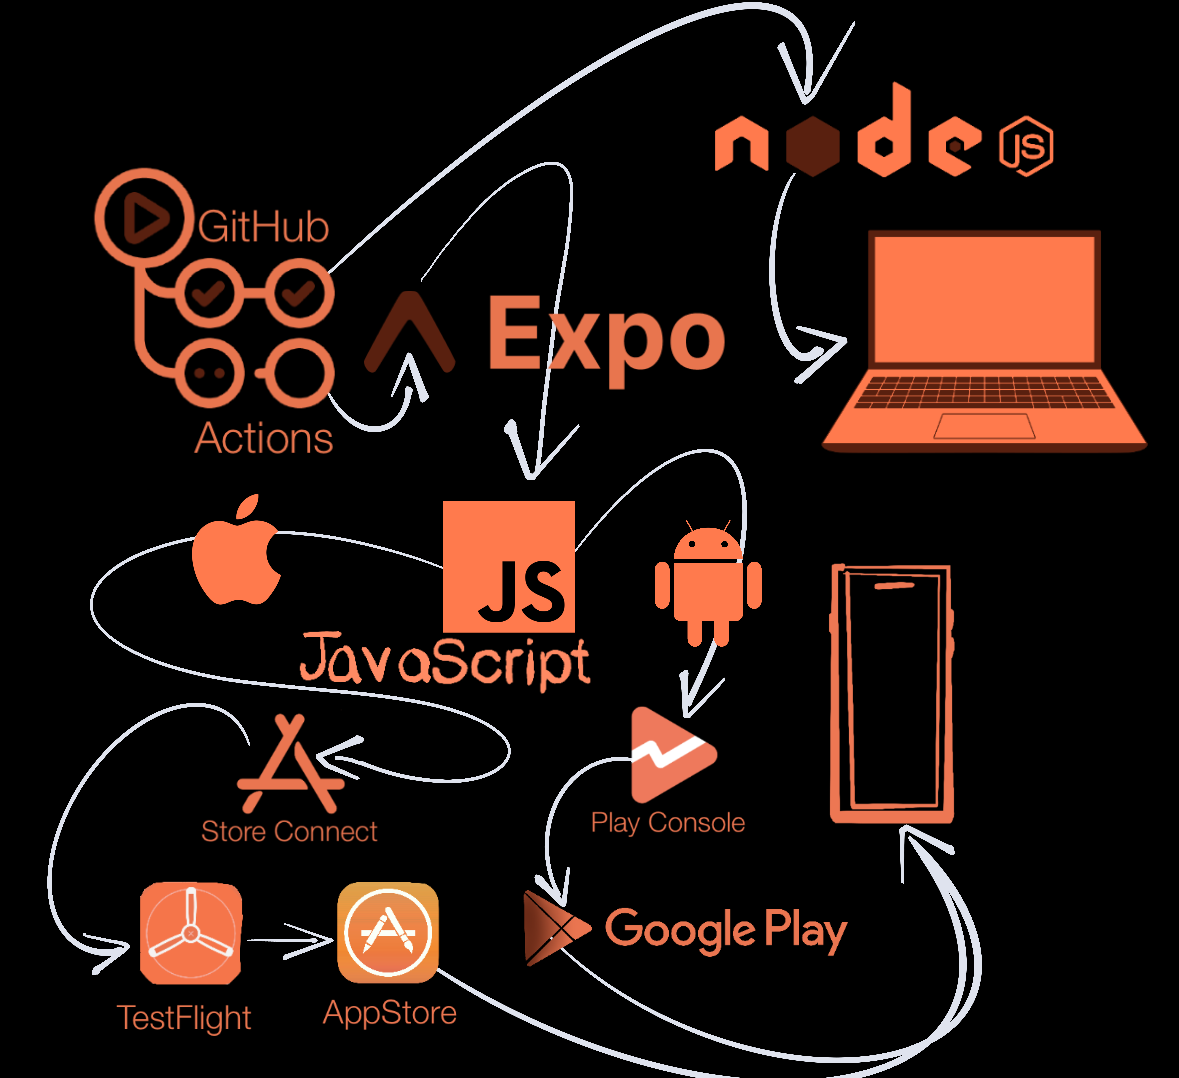 node JS
GitHub
Expo
Actions
JS
JavaScript
Play Console
Store Connect
Google Play
TestFlight
AppStore